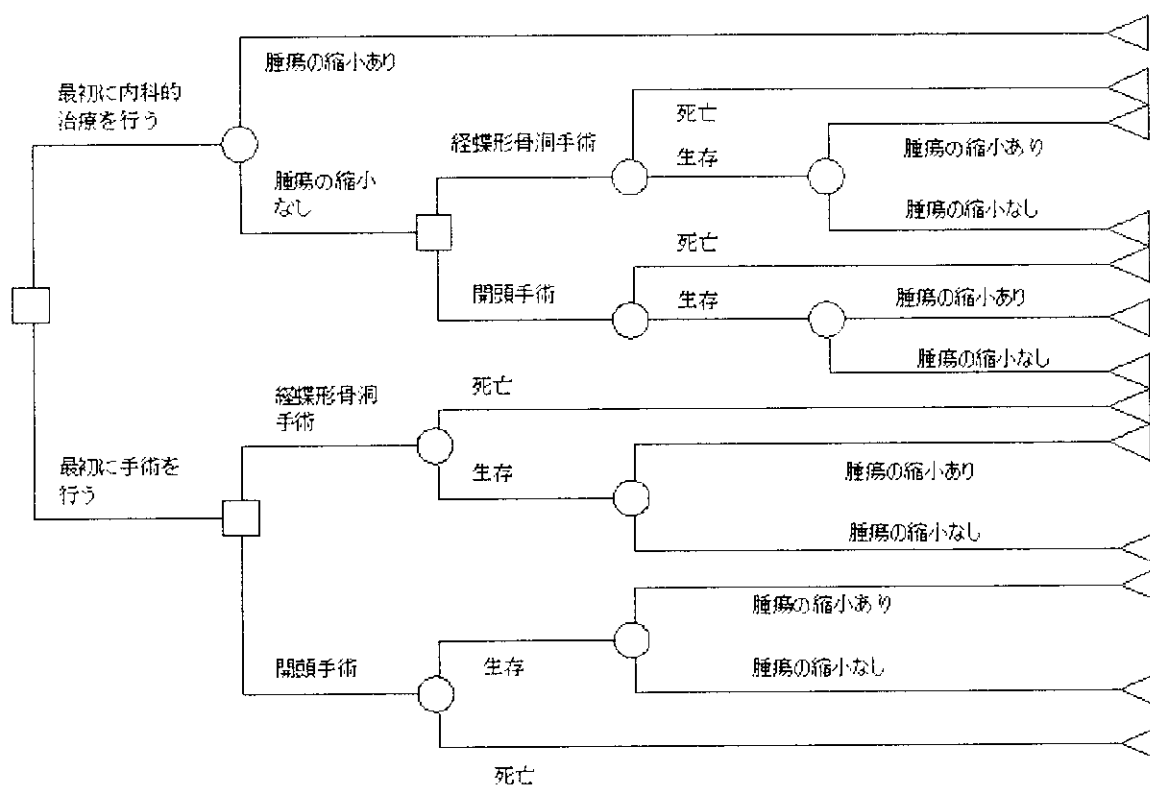 腫瘍の縮小あり
最初に内科的
治療を行う
死亡
経蝶形骨洞手術
生存
腫瘍の縮小あり
腫瘍の縮小
なし
腫瘍の縮小なし
死亡
開頭手術
生存
腫瘍の縮小あり
腫瘍の縮小なし
経蝶形骨洞
手術
死亡
最初に手術を
行う
生存
腫瘍の縮小あり
腫瘍の縮小なし
腫瘍の縮小あり
開頭手術
生存
腫瘍の縮小なし
死亡